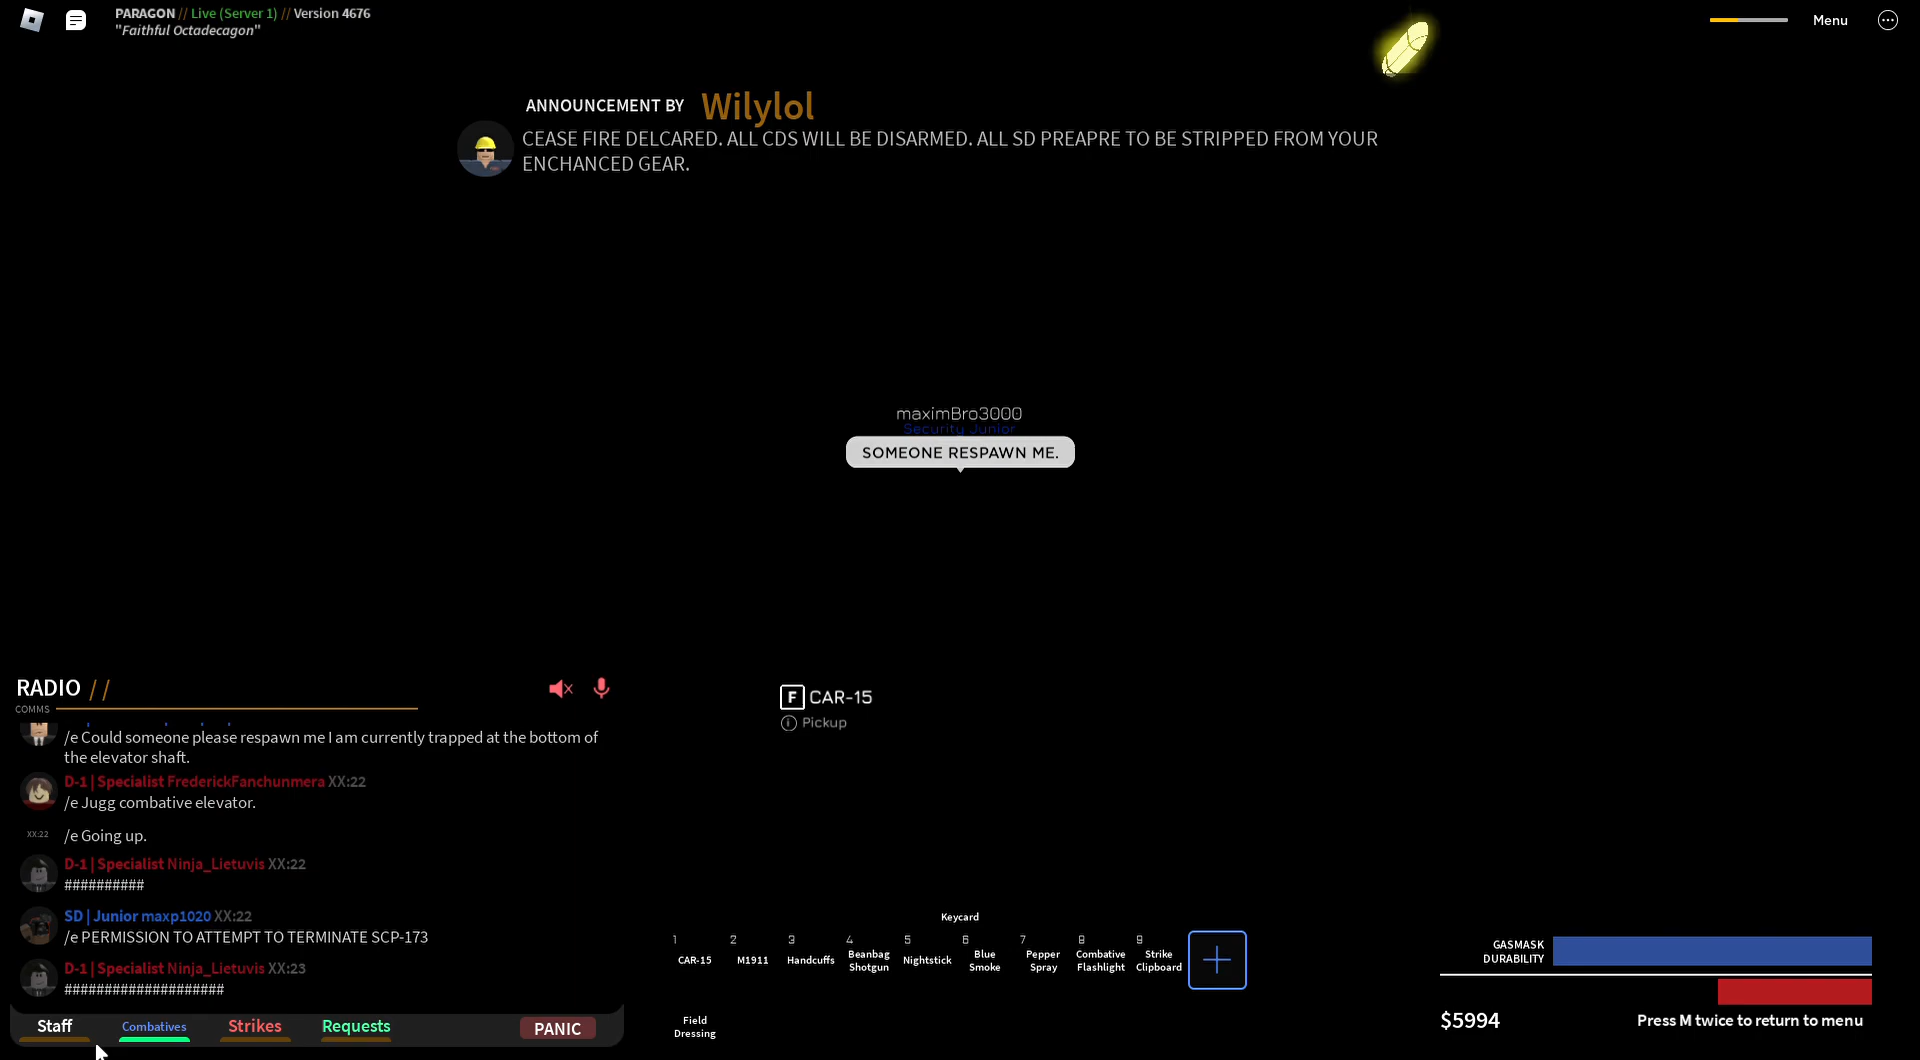 PARAGON // Live (Server 1) // Version 4676
"Faithful Octadecagon"
Menu
ANNOUNCEMENT BY Wilylol
CEASE FIRE DELCARED. ALL CDS WILL BE DISARMED. ALL SD PREAPRE TO BE STRIPPED FROM YOUR
ENCHANCED GEAR.
maximBro3000
Security Junior
SOMEONE RESPAWN ME.
RADIO //
COMMS
/e Could someone please respawn me I am currently trapped at the bottom of
the elevator shaft.
D-1 | Specialist FrederickFanchunmera XX:22
/e Jugg combative elevator.
XX:22 /e Going up.
D-1 | Specialist Ninja_Lietuvis XX:22
##########
SD | Junior maxp1020 XX:22
/e PERMISSION TO ATTEMPT TO TERMINATE SCP-173
D-1 | Specialist Ninja_Lietuvis XX:23
####################
Staff Combatives Strikes Requests PANIC
F CAR-15
i Pickup
Keycard
1 2 3 4 5 6 7 8 9
CAR-15 M1911 Handcuffs Beanbag Shotgun Nightstick Blue Smoke Pepper Spray Combative Flashlight Strike Clipboard
Field
Dressing
GASMASK
DURABILITY
$5994
Press M twice to return to menu